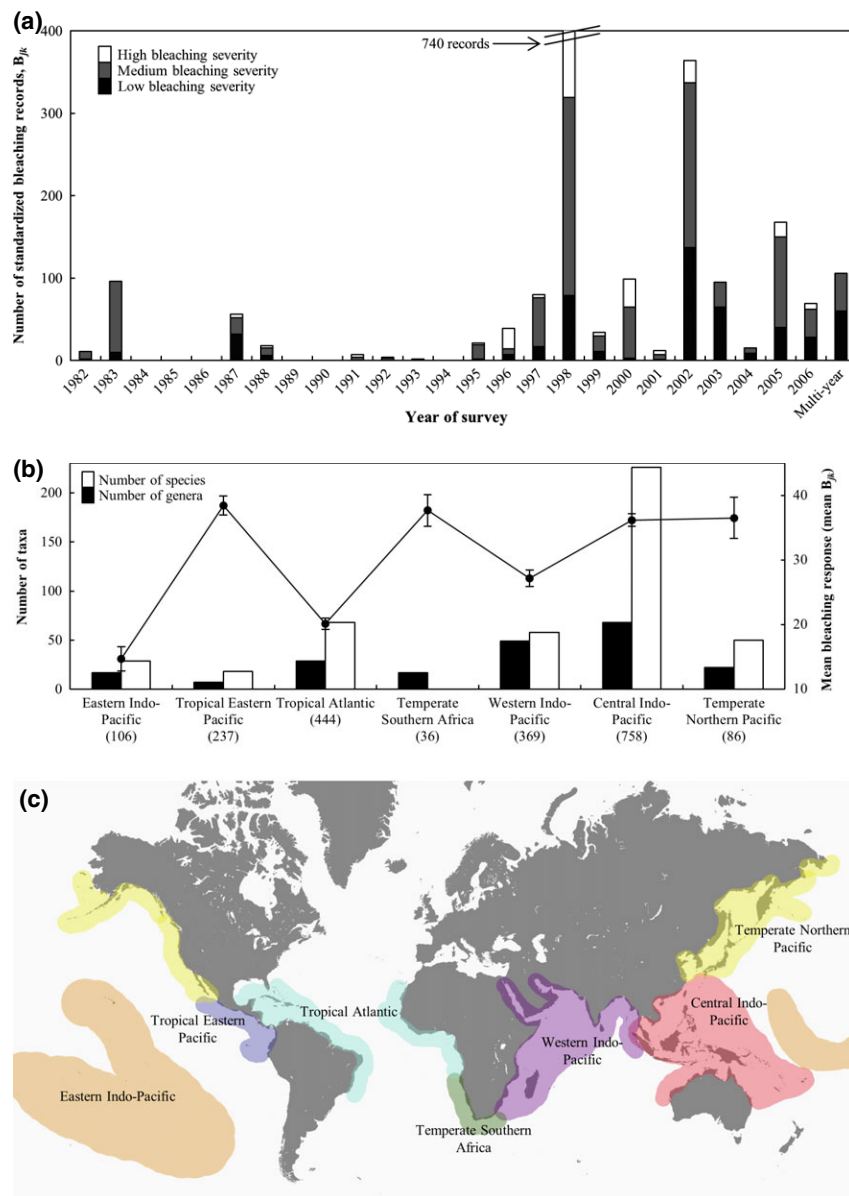 (a)
Number of standardized bleaching records, Bjk
400
300
200
100
0
High bleaching severity
Medium bleaching severity
Low bleaching severity
740 records
1982 1983 1984 1985 1986 1987 1988 1989 1990 1991 1992 1993 1994 1995 1996 1997 1998 1999 2000 2001 2002 2003 2004 2005 2006 Multi-year
Year of survey
(b)
Number of taxa
200
150
100
50
0
Number of species
Number of genera
40
30
20
10
Mean bleaching response (mean Bjk)
Eastern Indo-
Pacific
(106)
Tropical Eastern
Pacific
(237)
Tropical Atlantic
(444)
Temperate
Southern Africa
(36)
Western Indo-
Pacific
(369)
Central Indo-
Pacific
(758)
Temperate
Northern Pacific
(86)
(c)
Temperate Northern
Pacific
Central Indo-
Pacific
Tropical Atlantic
Tropical Eastern
Pacific
Western Indo-
Pacific
Eastern Indo-Pacific
Temperate Southern
Africa